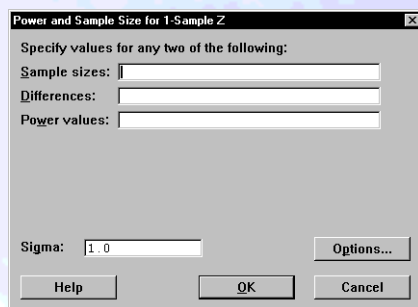 Power and Sample Size for 1-Sample Z
Specify values for any two of the following:
Sample sizes:
Differences:
Power values:
Sigma: 1.0 Options...
Help OK Cancel